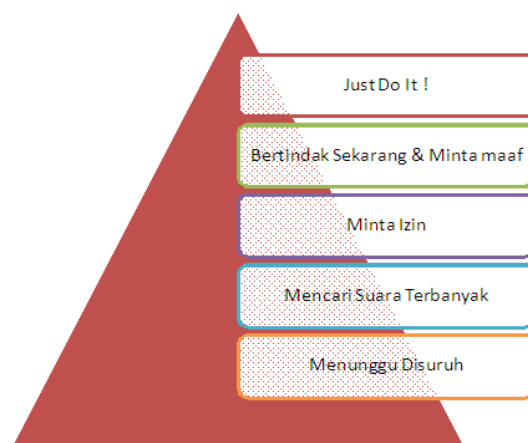 Just Do It !
Bertindak Sekarang & Minta maaf
Minta Izin
Mencari Suara Terbanyak
Menunggu Disuruh